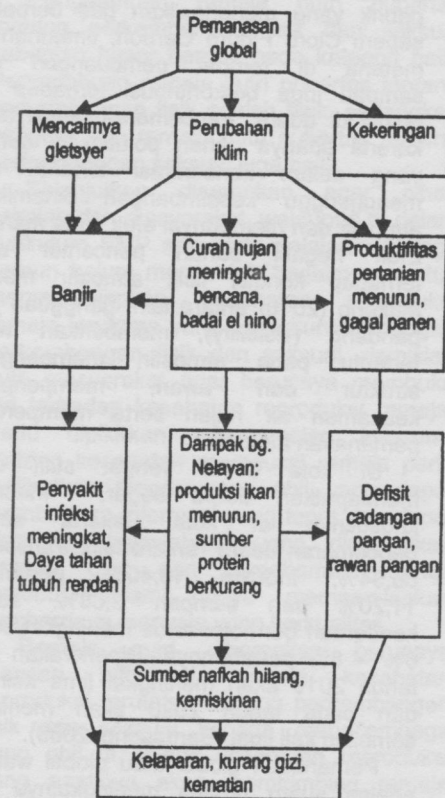 Pemanasan
global
Mencairnya
gletsyer
Perubahan
iklim
Kekeringan
Banjir
Curah hujan
meningkat,
bencana,
badai el nino
Produktifitas
pertanian
menurun,
gagal panen
Penyakit
infeksi
meningkat,
Daya tahan
tubuh rendah
Dampak bg.
Nelayan:
produksi ikan
menurun,
sumber
protein
berkurang
Defisit
cadangan
pangan,
rawan pangan
Sumber nafkah hilang,
kemiskinan
Kelaparan, kurang gizi,
kematian